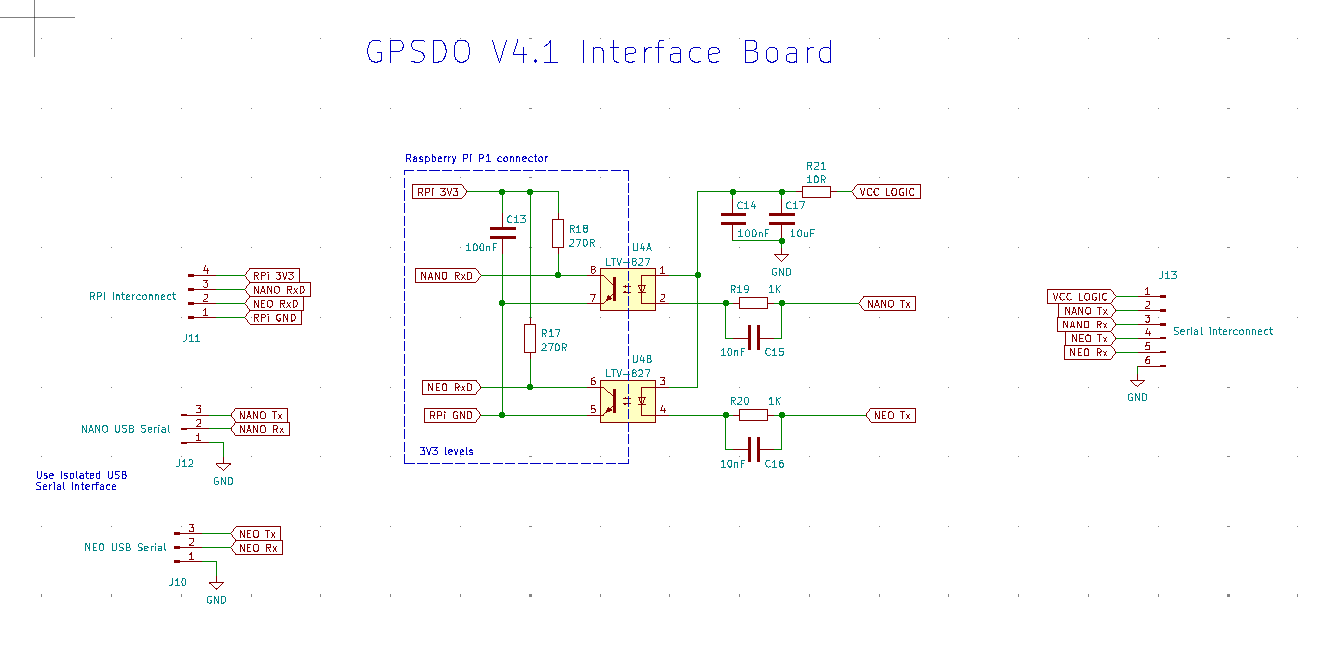 GPSDO V4.1 Interface Board
Raspberry Pi P1 connector
RPi 3V3
C13
100nF
R18
270R
NANO RxD
U4A
LTV-827
8
1
7
2
R17
270R
U4B
LTV-827
NEO RxD
6
3
RPi GND
5
4
3V3 levels
R21
10R
VCC LOGIC
C14
100nF
C17
10uF
GND
R19
1K
NANO Tx
10nF
C15
R20
1K
NEO Tx
10nF
C16
RPi Interconnect
4
RPi 3V3
3
NANO RxD
2
NEO RxD
1
RPi GND
J11
NANO USB Serial
3
NANO Tx
2
NANO Rx
1
J12
GND
Use Isolated USB
Serial Interface
NEO USB Serial
3
NEO Tx
2
NEO Rx
1
J10
GND
J13
VCC LOGIC
1
NANO Tx
2
NANO Rx
3
NEO Tx
4
NEO Rx
5
6
Serial Interconnect
GND